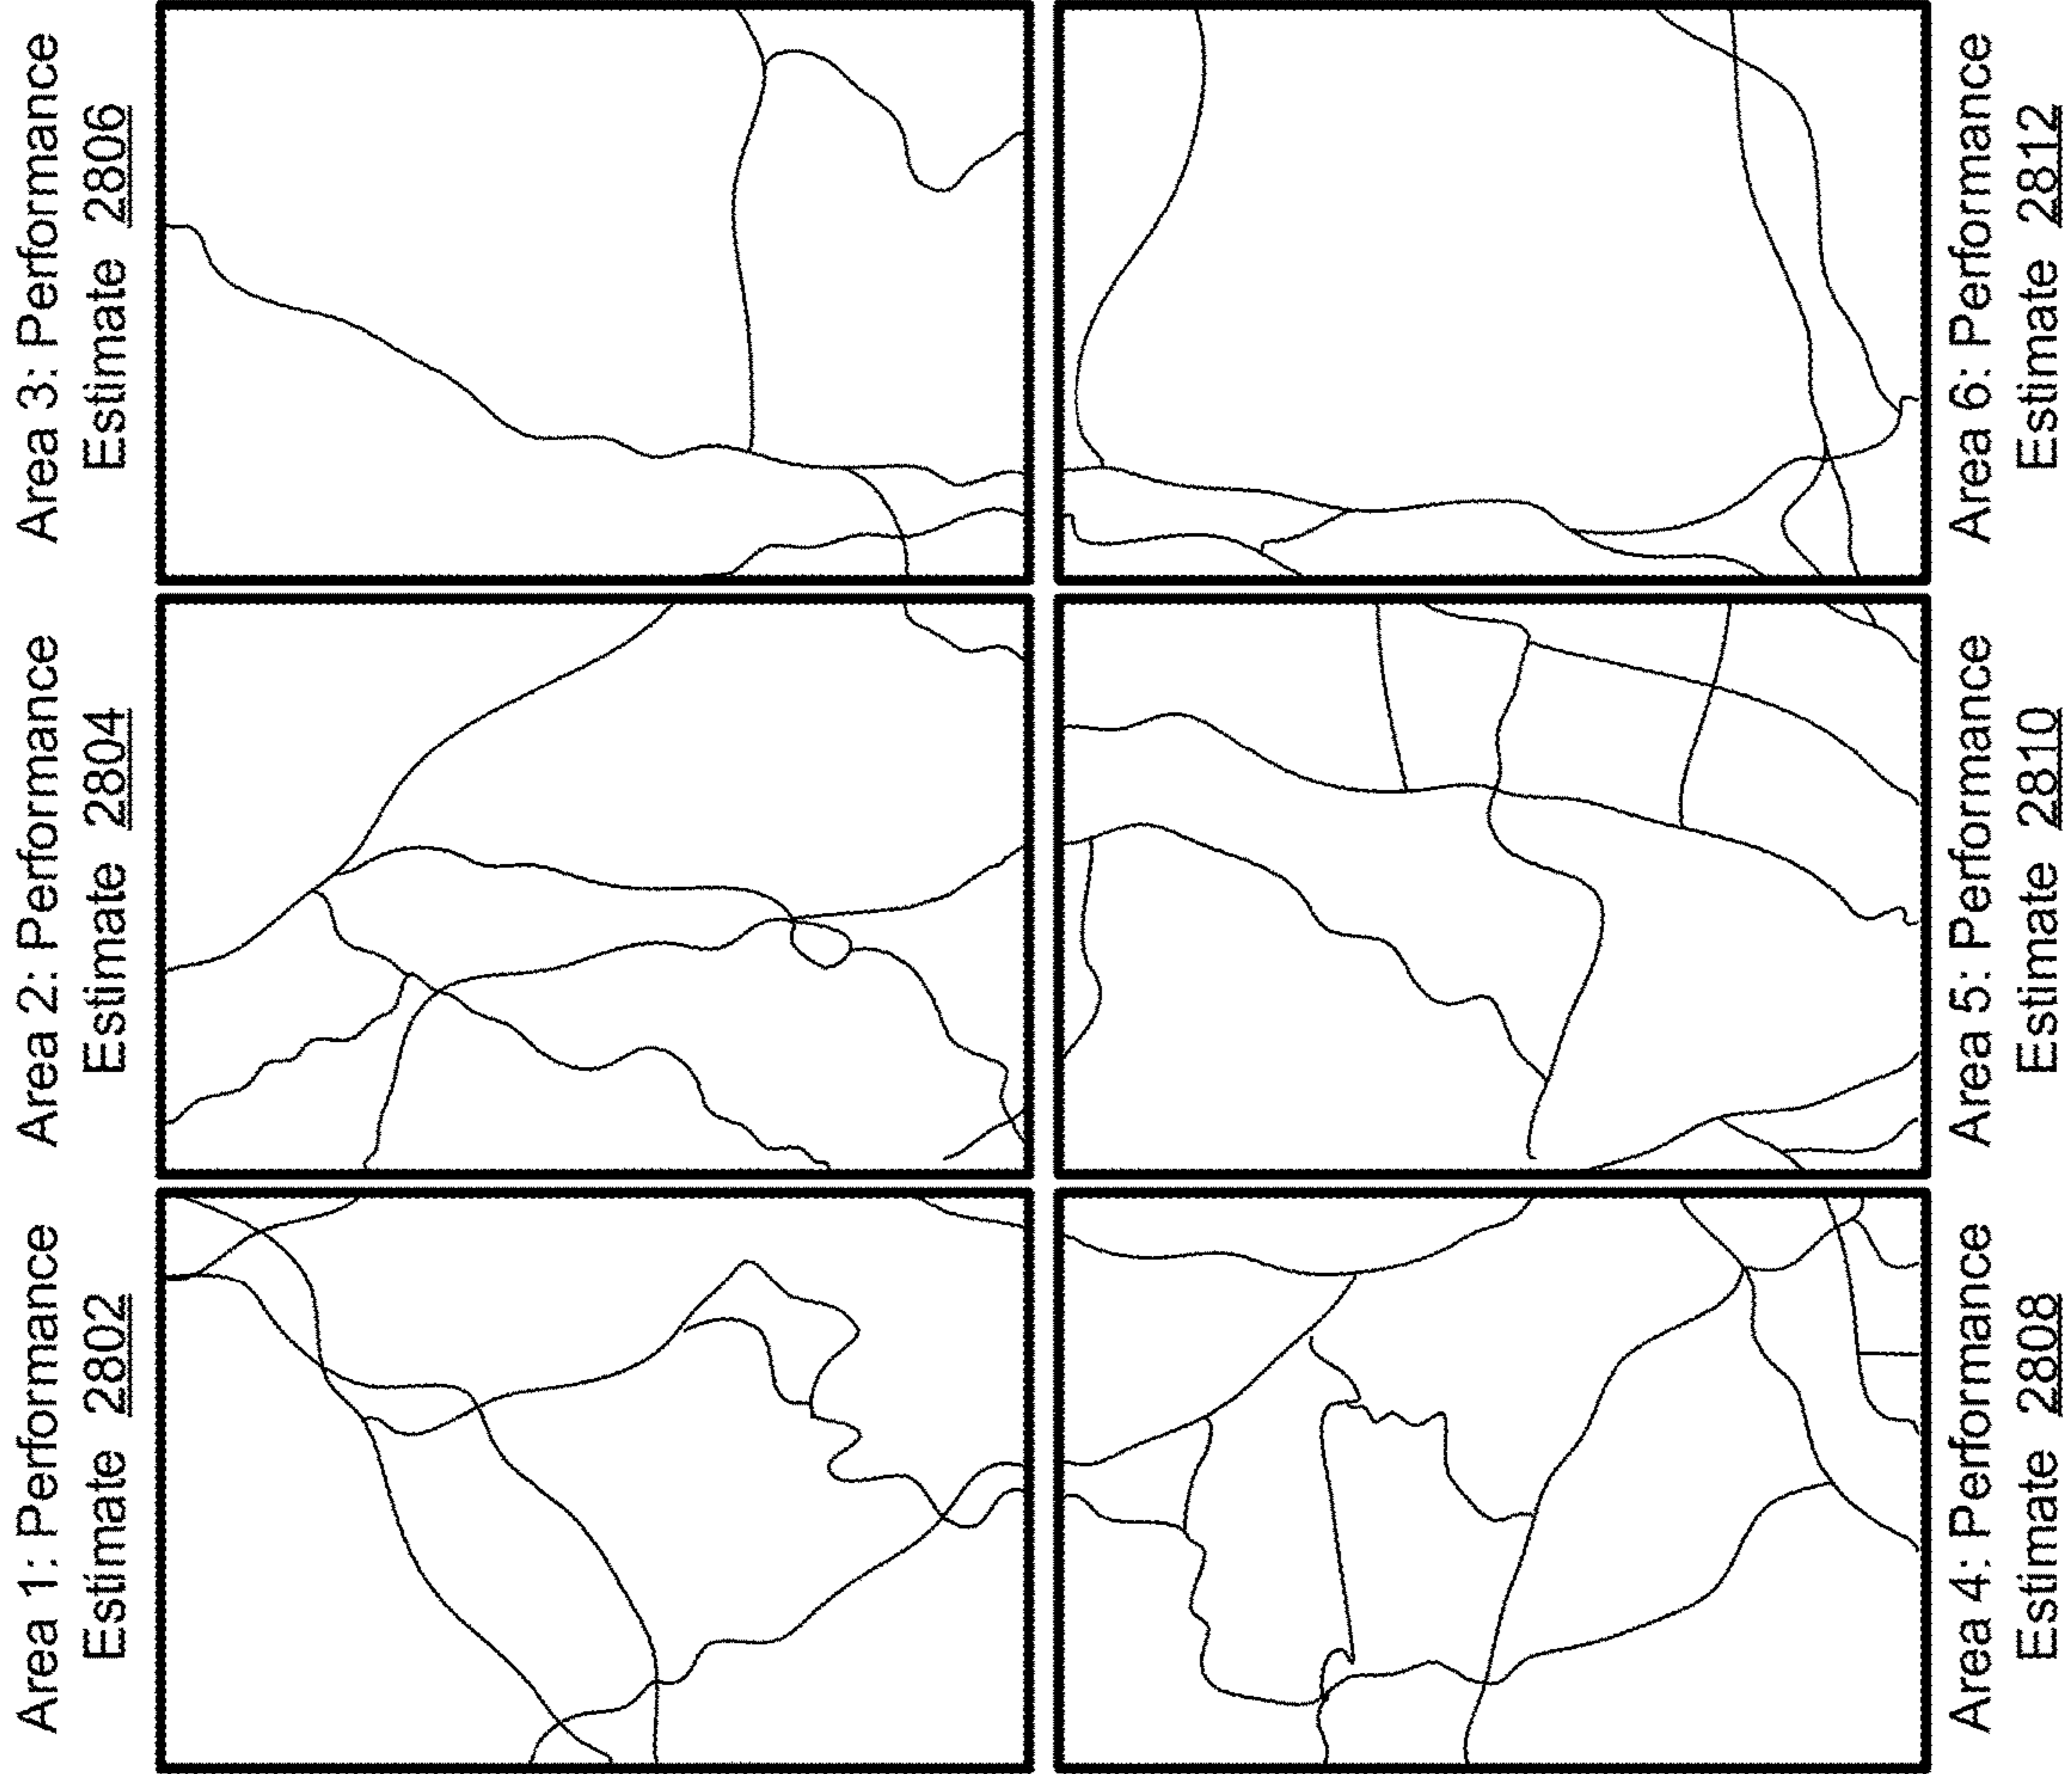 Area 1: Performance
Estimate 2802
Area 2: Performance
Estimate 2804
Area 3: Performance
Estimate 2806
Area 4: Performance
Estimate 2808
Area 5: Performance
Estimate 2810
Area 6: Performance
Estimate 2812